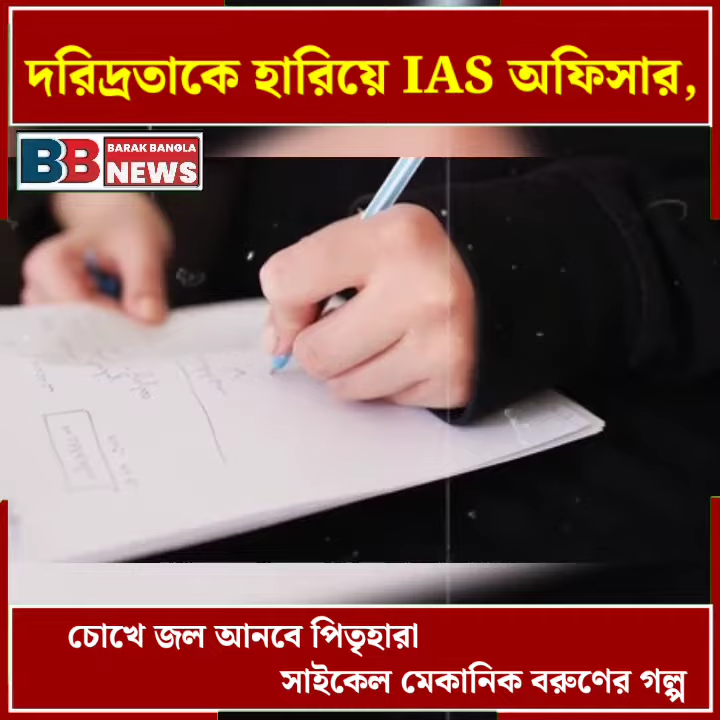 দরিদ্রতাকে হারিয়ে IAS অফিসার,
BB BARAK BANGLA NEWS
চোখে জল আনবে পিতৃহারা
সাইকেল মেকানিক বরুণের গল্প